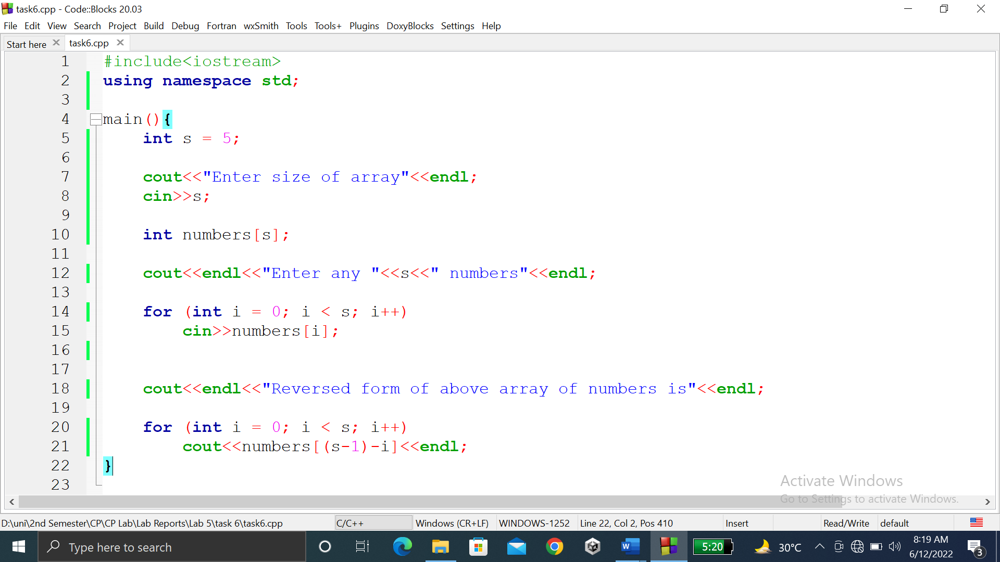 task6.cpp - Code::Blocks 20.03
File Edit View Search Project Build Debug Fortran wxSmith Tools Tools+ Plugins DoxyBlocks Settings Help
Start here task6.cpp
1 #include<iostream>
2 using namespace std;
3
4 main(){
5 int s = 5;
6
7 cout<<"Enter size of array"<<endl;
8 cin>>s;
9
10 int numbers[s];
11
12 cout<<endl<<"Enter any "<<s<<" numbers"<<endl;
13
14 for (int i = 0; i < s; i++)
15 cin>>numbers[i];
16
17
18 cout<<endl<<"Reversed form of above array of numbers is"<<endl;
19
20 for (int i = 0; i < s; i++)
21 cout<<numbers[(s-1)-i]<<endl;
22 }
23
Activate Windows
Go to Settings to activate Windows.
D:\uni\2nd Semester\CP\CP Lab\Lab Reports\Lab 5\task 6\task6.cpp C/C++ Windows (CR+LF) WINDOWS-1252 Line 22, Col 2, Pos 410 Insert Read/Write default
Type here to search
W
5:20
30°C
8:19 AM
6/12/2022
3